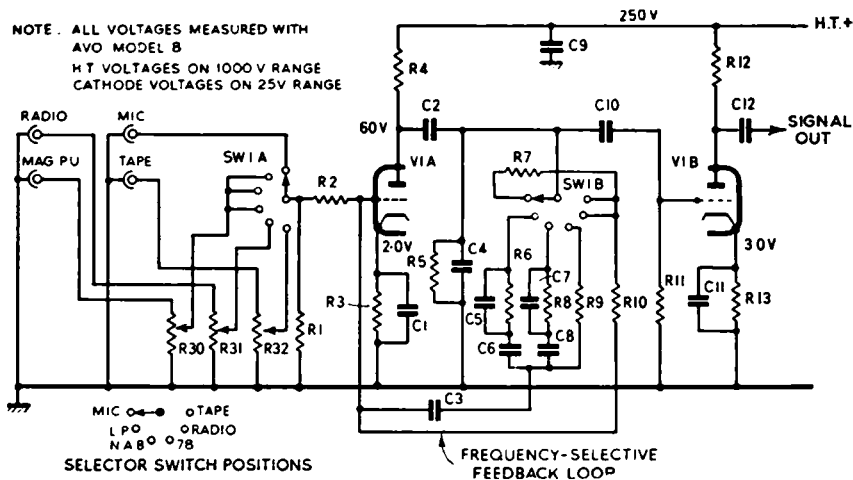 NOTE. ALL VOLTAGES MEASURED WITH
AVO MODEL 8
H T VOLTAGES ON 1000 V RANGE
CATHODE VOLTAGES ON 25V RANGE
250 V
H.T.+
C9
R4
R12
RADIO
MIC
C2
C10
C12
SIGNAL
OUT
60V
MAG PU
TAPE
SW1A
V1A
R7
SW1B
V1B
R2
2.0V
3.0V
R5
C4
R6
C7
R3
C5
R8
R9
R10
R11
C11
R13
R30
R31
R32
R1
C1
C6
C8
C3
MIC
TAPE
LP
RADIO
NAB
78
SELECTOR SWITCH POSITIONS
FREQUENCY-SELECTIVE
FEEDBACK LOOP